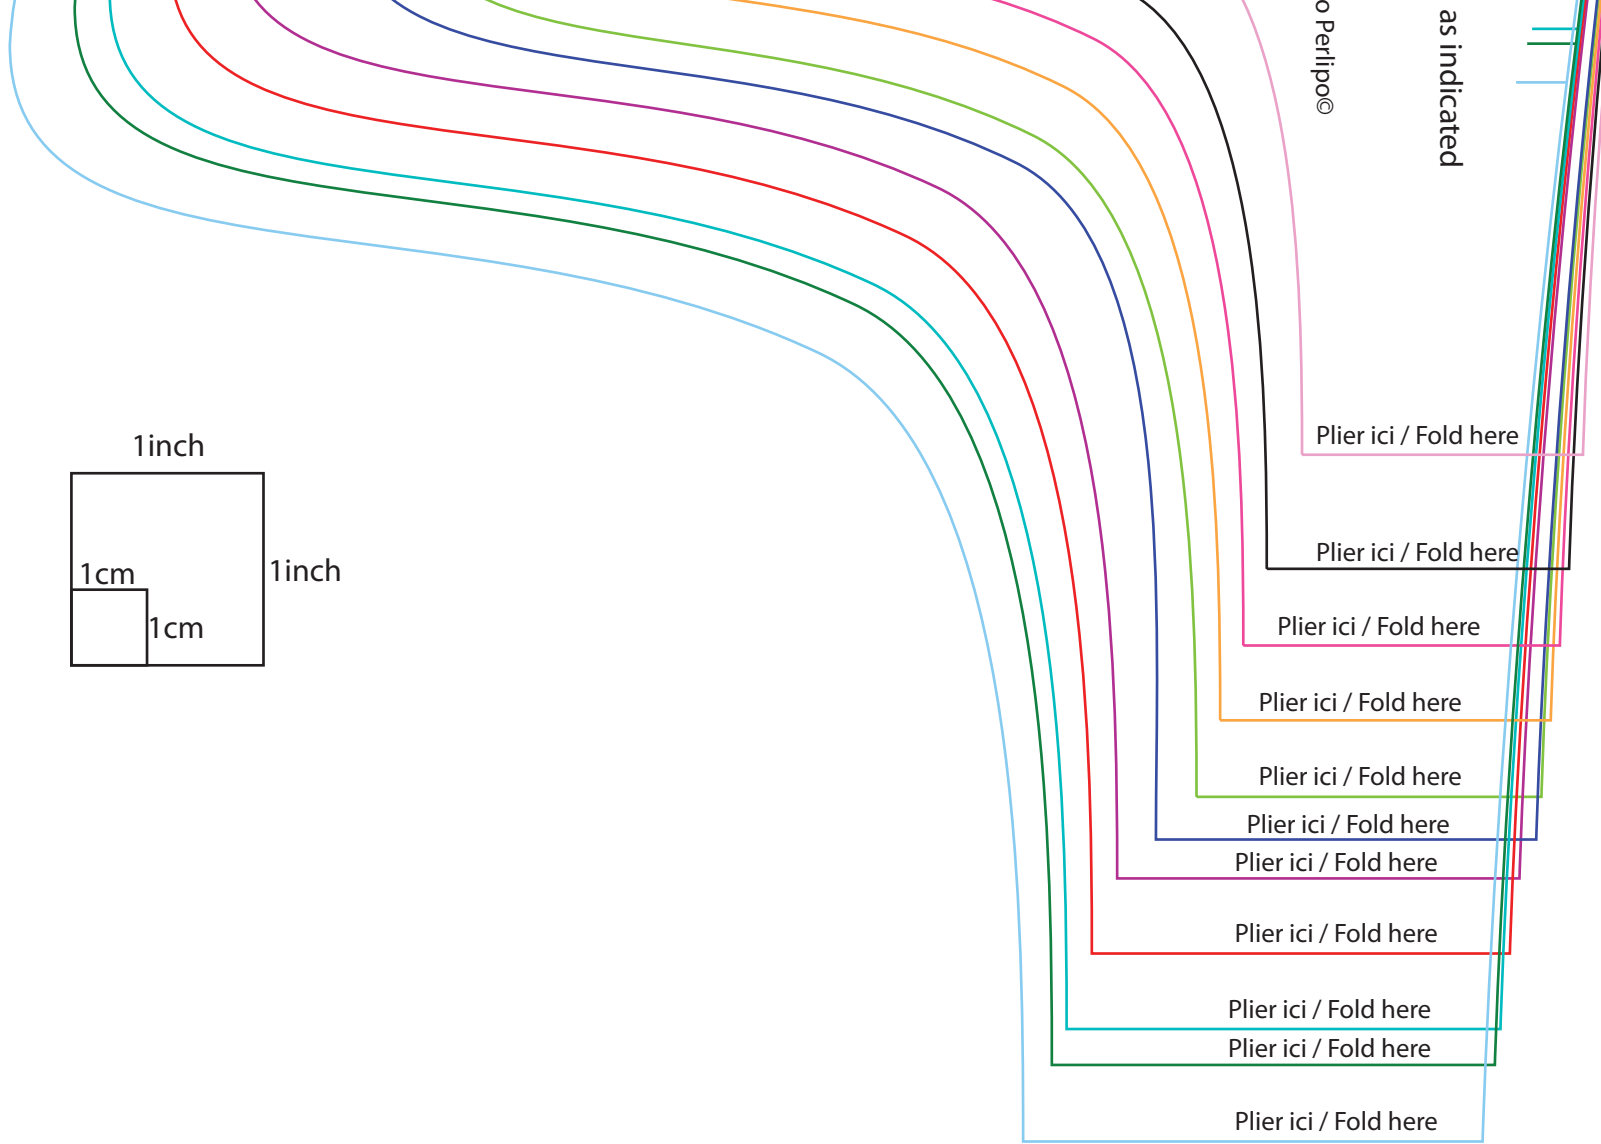 o Perlipo©
as indicated
1inch
1inch
1cm
1cm
Plier ici / Fold here
Plier ici / Fold here
Plier ici / Fold here
Plier ici / Fold here
Plier ici / Fold here
Plier ici / Fold here
Plier ici / Fold here
Plier ici / Fold here
Plier ici / Fold here
Plier ici / Fold here
Plier ici / Fold here